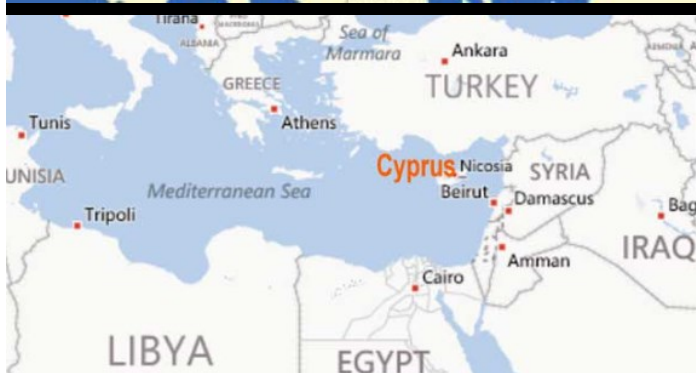 Tirana
Sea of
Marmara
Ankara
ALBANIA
GREECE
TURKEY
Tunis
Athens
Cyprus
Nicosia
SYRIA
UNISIA
Mediterranean Sea
Beirut
Damascus
Tripoli
Bag
IRAQ
Amman
Cairo
LIBYA
EGYPT